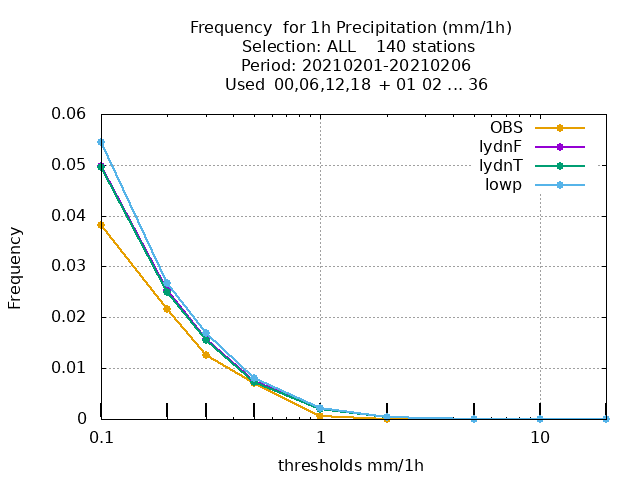 Frequency for 1h Precipitation (mm/1h)
Selection: ALL 140 stations
Period: 20210201-20210206
Used 00,06,12,18 + 01 02 ... 36
0.06
0.05
0.04
0.03
0.02
0.01
0
Frequency
OBS
lydnF
lydnT
lowp
0.1 1 10
thresholds mm/1h